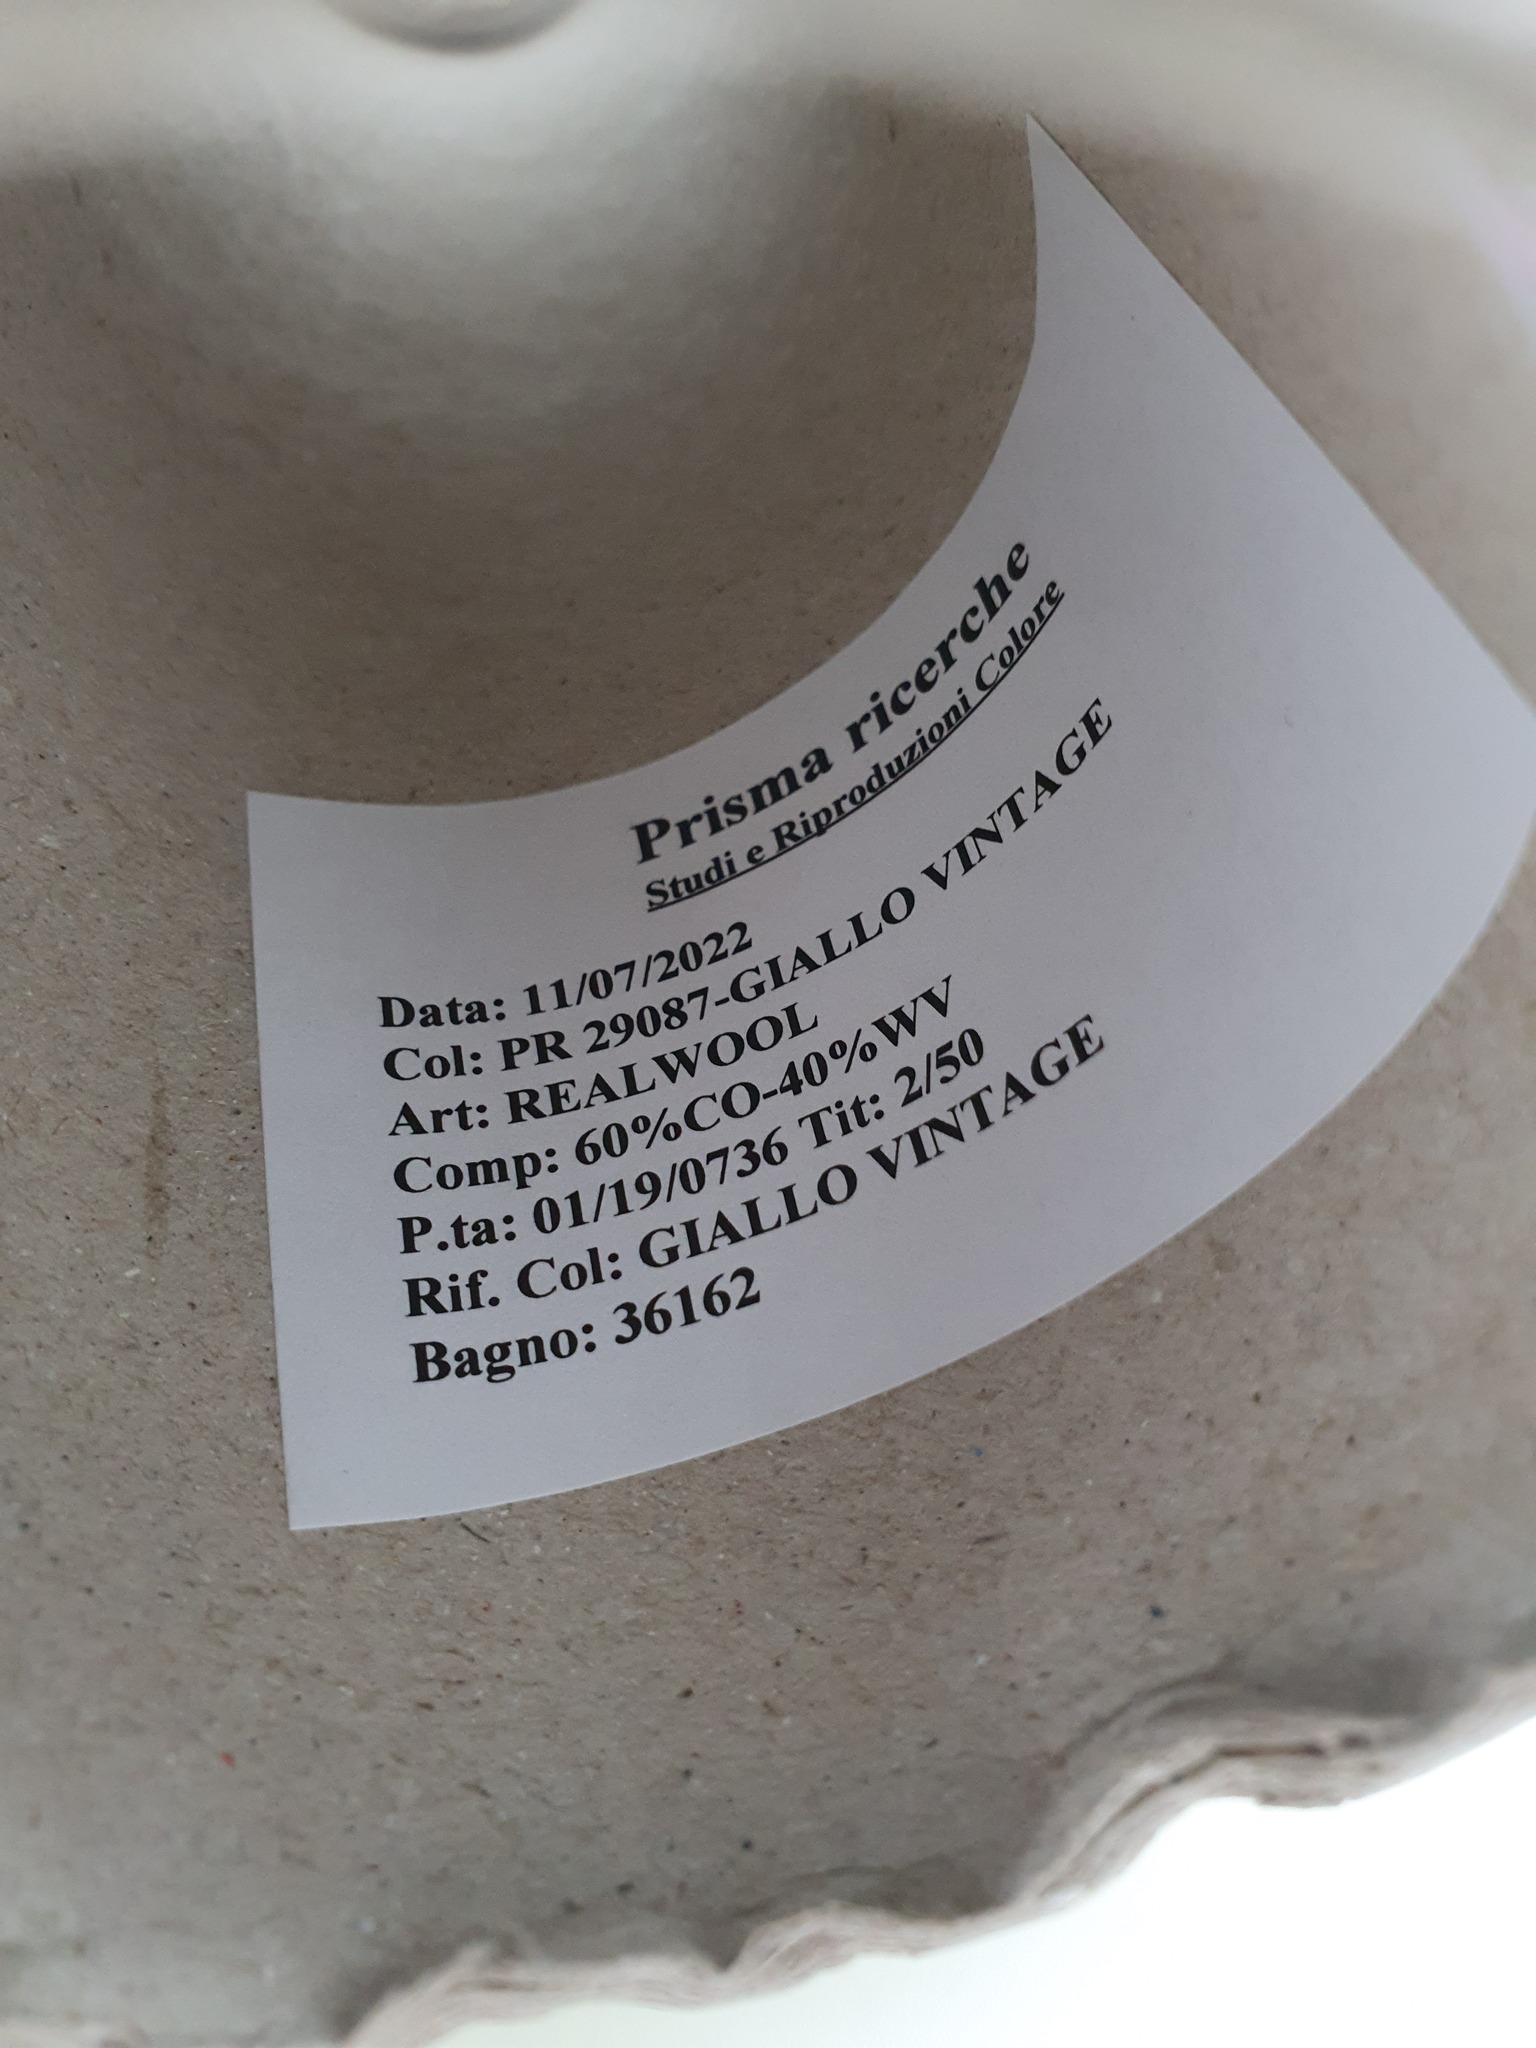 Prisma ricerche
Studi e Riproduzioni Colore
Data: 11/07/2022
Col: PR 29087-GIALLO VINTAGE
Art: REALWOOL
Comp: 60%CO-40%WV
P.ta: 01/19/0736 Tit: 2/50
Rif. Col: GIALLO VINTAGE
Bagno: 36162